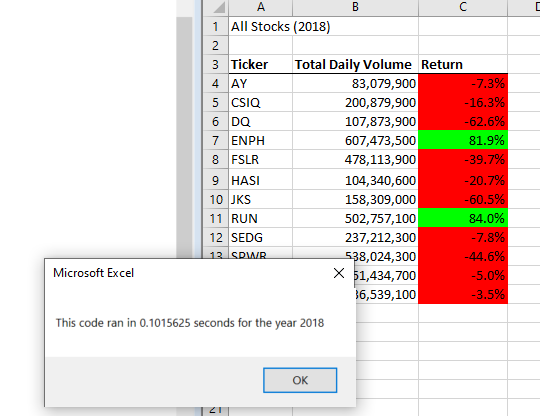 A B C
1 All Stocks (2018)
2
3 Ticker Total Daily Volume Return
4 AY 83,079,900 -7.3%
5 CSIQ 200,879,900 -16.3%
6 DQ 107,873,900 -62.6%
7 ENPH 607,473,500 81.9%
8 FSLR 478,113,900 -39.7%
9 HASI 104,340,600 -20.7%
10 JKS 158,309,000 -60.5%
11 RUN 502,757,100 84.0%
12 SEDG 237,212,300 -7.8%
13 SPWR 538,024,300 -44.6%
51,434,700 -5.0%
36,539,100 -3.5%
Microsoft Excel
This code ran in 0.1015625 seconds for the year 2018
OK
21